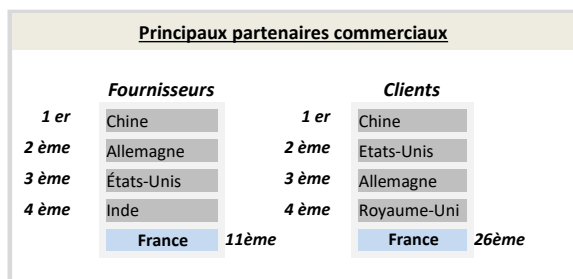 Principaux partenaires commerciaux
Fournisseurs
1 er Chine
2 ème Allemagne
3 ème États-Unis
4 ème Inde
France 11ème
Clients
1 er Chine
2 ème Etats-Unis
3 ème Allemagne
4 ème Royaume-Uni
France 26ème